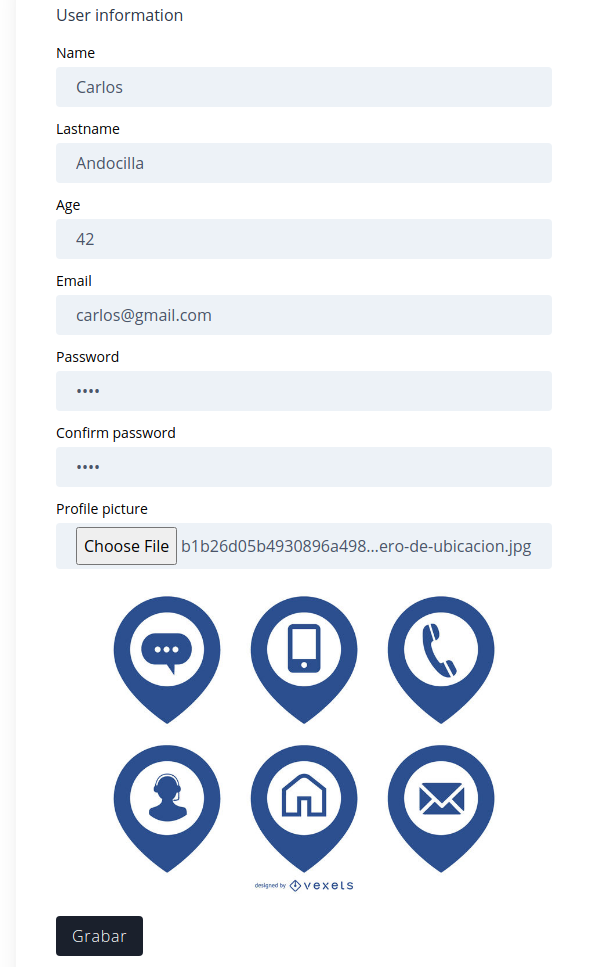 User information
Name
Carlos
Lastname
Andocilla
Age
42
Email
carlos@gmail.com
Password
••••
Confirm password
••••
Profile picture
Choose File b1b26d05b4930896a498...ero-de-ubicacion.jpg
designed by vexels
Grabar